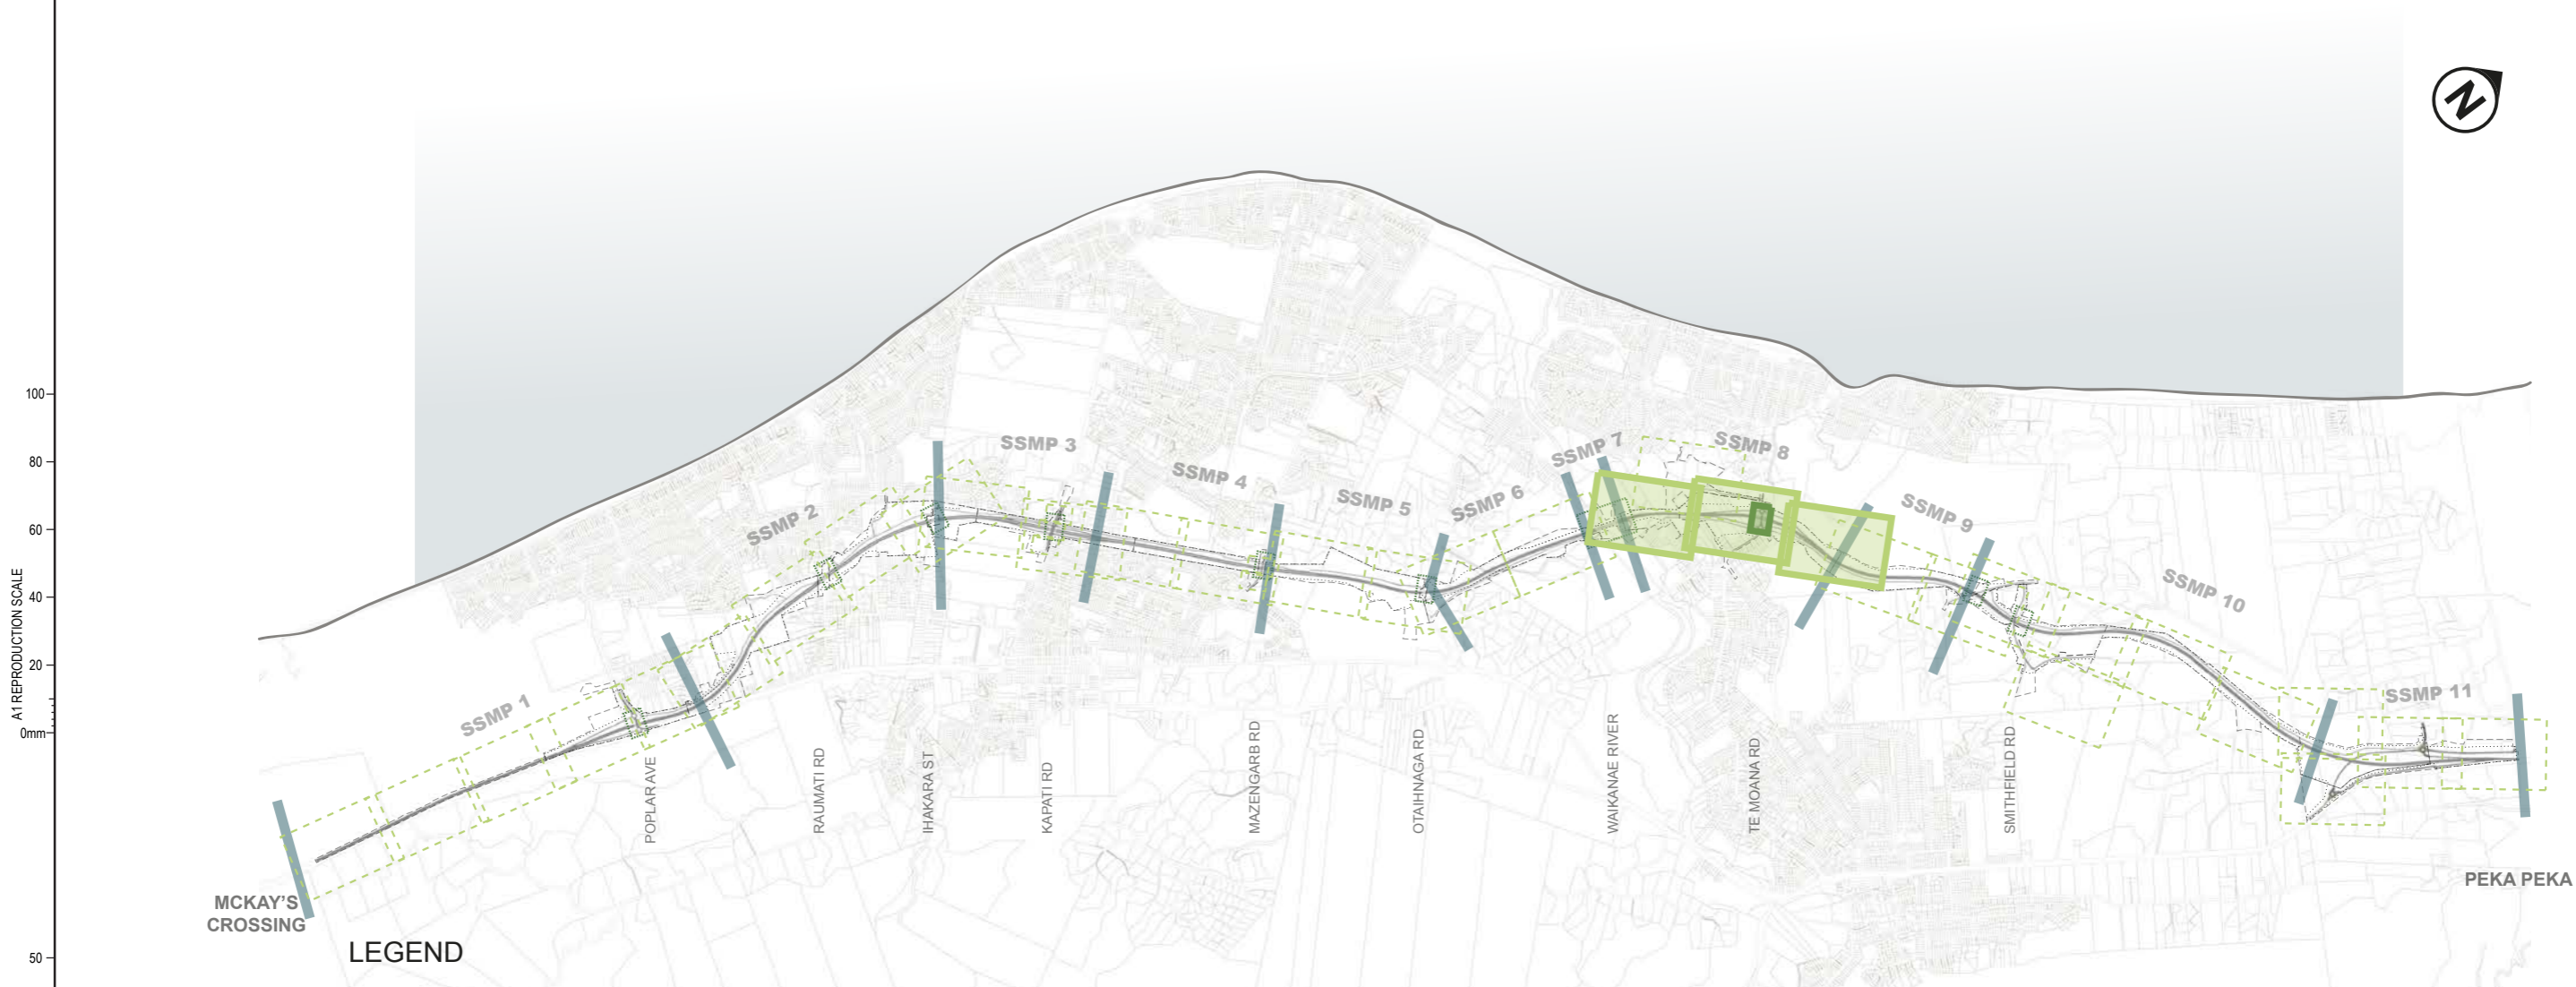 N
100
80
60
40
20
0mm
50
A1 REPRODUCTION SCALE
SSMP 1
SSMP 2
SSMP 3
SSMP 4
SSMP 5
SSMP 6
SSMP 7
SSMP 8
SSMP 9
SSMP 10
SSMP 11
POPLAR AVE
RAUMATI RD
IHAKARA ST
KAPATI RD
MAZENGARB RD
OTAIHNAGA RD
WAIKANAE RIVER
TE MOANA RD
SMITHFIELD RD
MCKAY'S
CROSSING
PEKA PEKA
LEGEND